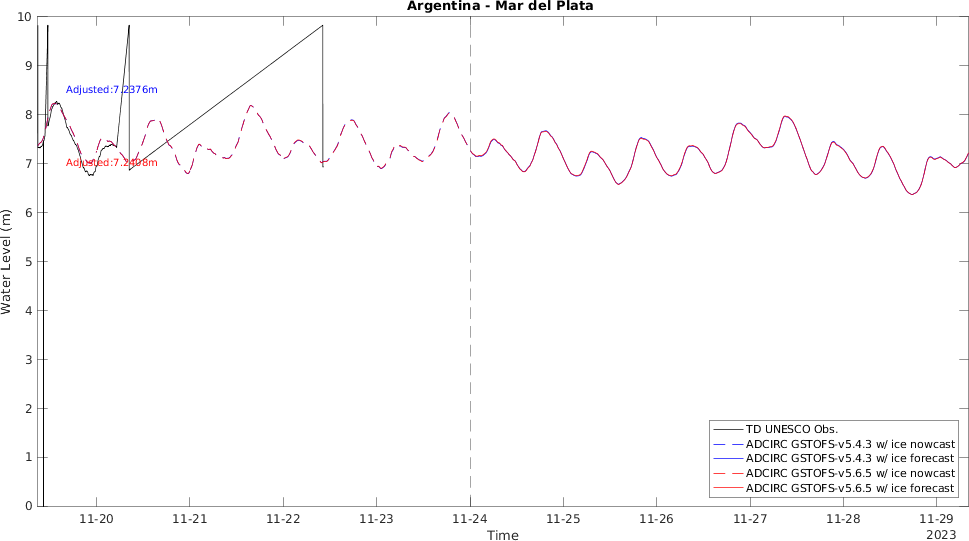 Argentina - Mar del Plata
10
9
8
7
6
5
4
3
2
1
0
Water Level (m)
Adjusted:7.2376m
TD UNESCO Obs.
ADCIRC GSTOFS-v5.4.3 w/ ice nowcast
ADCIRC GSTOFS-v5.4.3 w/ ice forecast
ADCIRC GSTOFS-v5.6.5 w/ ice nowcast
ADCIRC GSTOFS-v5.6.5 w/ ice forecast
11-20 11-21 11-22 11-23 11-24 11-25 11-26 11-27 11-28 11-29
Time
2023